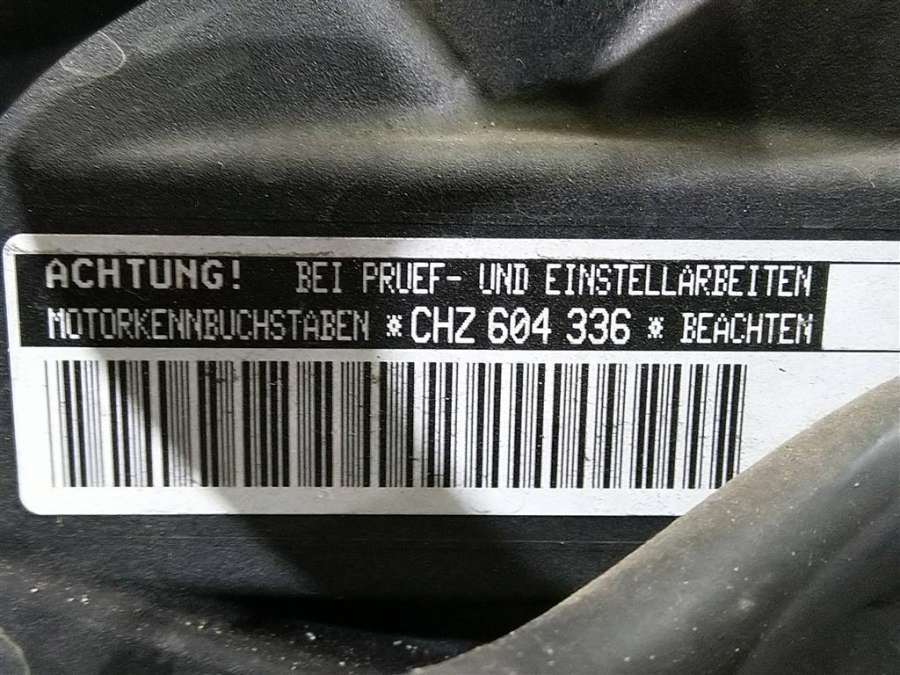 ACHTUNG! BEI PRUEF- UND EINSTELLARBEITEN
MOTORKENNBUCHSTABEN *CHZ 604 336* BEACHTEN